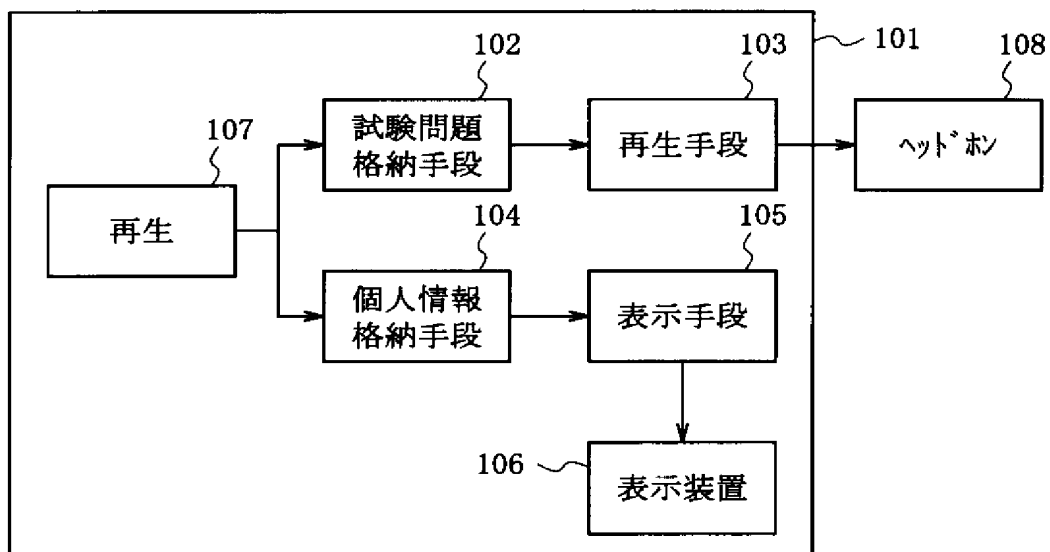 101
102
103
108
試験問題
格納手段
再生手段
ヘッドホン
107
再生
104
105
個人情報
格納手段
表示手段
106
表示装置